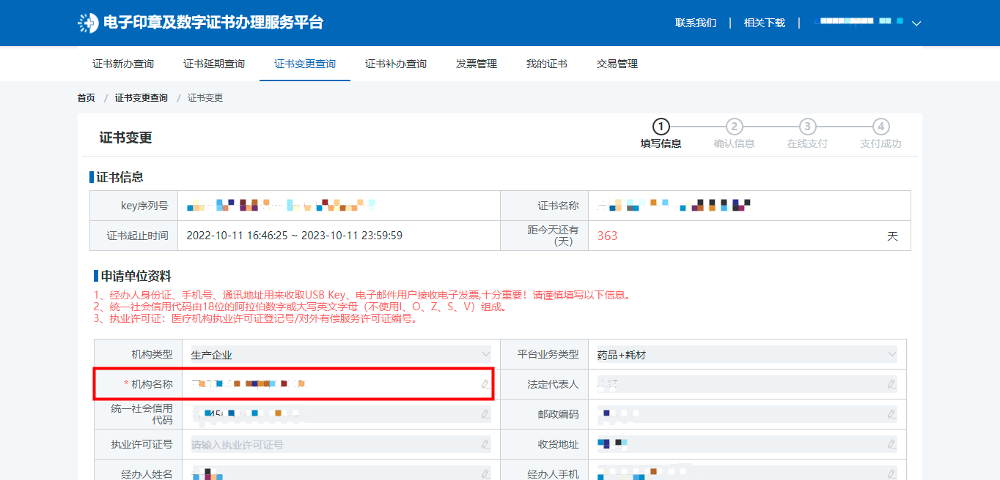 电子印章及数字证书办理服务平台
联系我们 | 相关下载 |
证书新办查询 证书延期查询 证书变更查询 证书补办查询 发票管理 我的证书 交易管理
首页 / 证书变更查询 / 证书变更
证书变更
1 2 3 4
填写信息 确认信息 在线支付 支付成功
证书信息
key序列号 证书名称
证书起止时间 2022-10-11 16:46:25 ~ 2023-10-11 23:59:59 距今天还有(天) 363 天
申请单位资料
1、经办人身份证、手机号、通讯地址用来收取USB Key、电子邮件用户接收电子发票,十分重要！请谨慎填写以下信息。
2、统一社会信用代码由18位的阿拉伯数字或大写英文字母（不使用I、O、Z、S、V）组成。
3、执业许可证：医疗机构执业许可证登记号/对外有偿服务许可证编号。
机构类型 生产企业 平台业务类型 药品+耗材
* 机构名称 法定代表人
统一社会信用代码 邮政编码
执业许可证号 请输入执业许可证号 收货地址
经办人姓名 经办人手机